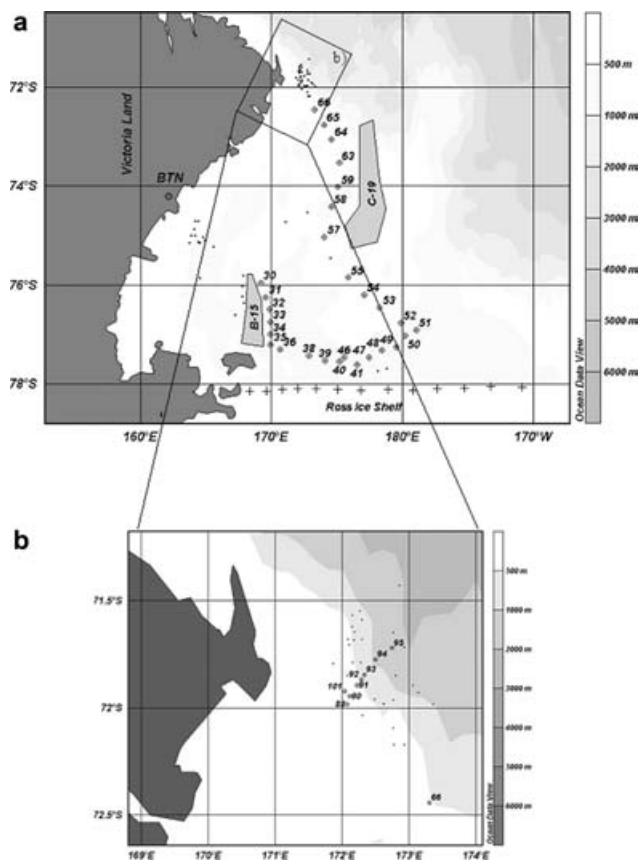 a
b
500 m
72°S
1000 m
66
65
64
Victoria Land
63
2000 m
59
C-19
74°S
BTN
58
3000 m
57
4000 m
30
55
76°S
31
54
32
53
B-15
33
52
5000 m
34
51
35
36
38
39
46
47
48
49
50
40
41
6000 m
78°S
Ross Ice Shelf
Ocean Data View
160°E
170°E
180°E
170°W
b
500 m
71.5°S
1000 m
95
94
2000 m
93
92
91
101
90
3000 m
72°S
4000 m
5000 m
66
72.5°S
6000 m
Ocean Data View
169°E
170°E
171°E
172°E
173°E
174°E